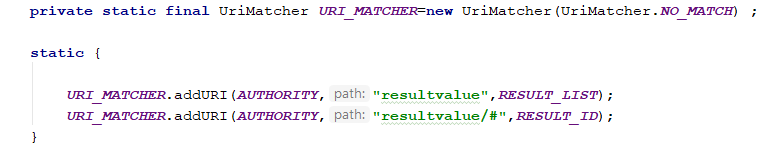 private static final UriMatcher URI_MATCHER=new UriMatcher(UriMatcher.NO_MATCH) ;
static {
URI_MATCHER.addURI(AUTHORITY, path: "resultvalue",RESULT_LIST);
URI_MATCHER.addURI(AUTHORITY, path: "resultvalue/#",RESULT_ID);
}